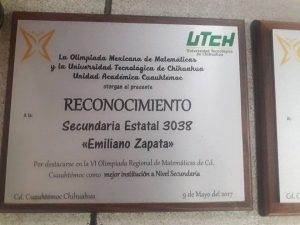 UTCH
Universidad Tecnológica
de Chihuahua
La Olimpiada Mexicana de Matemáticas
y la Universidad Tecnológica de Chihuahua
Unidad Académica Cuauhtémoc
otorgan el presente
RECONOCIMIENTO
A la:
Secundaria Estatal 3038
«Emiliano Zapata»
Por destacarse en la VI Olimpiada Regional de Matemáticas de Cd.
Cuauhtémoc como mejor institución a Nivel Secundaria
Cd. Cuauhtémoc Chihuahua
9 de Mayo del 2017